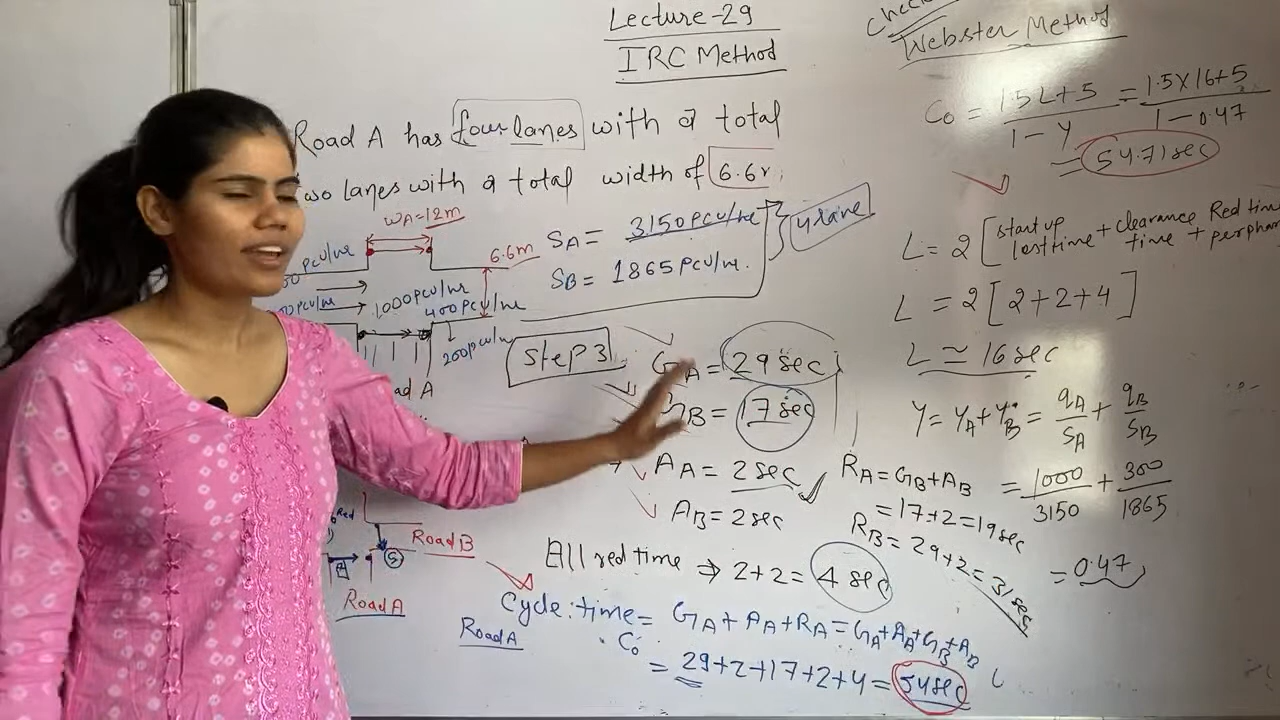 Lecture-29
IRC Method
Road A has four lanes with a total
two lanes with a total width of 6.6
WA=12m
6.6m
SA = 3150 PCU/hr
SB = 1865 PCU/hr.
4 lane
1000 PCU/hr
400 PC/hr
200 PCU/hr
Step 3
GA = 29 sec
GB = 17 sec
AA = 2 sec
AB = 2 sec
RA = GB + AB
= 17+2 = 19 sec
RB = 29+2 = 31 sec
Road B
Road A
All red time ⇒ 2+2 = 4 sec
Cycle time = GA + AA + RA = GA+AA+GB+AB
Co
= 29+2+17+2+4 = 54 sec
Road A
Webster Method
Co = 1.5L+5 / 1-Y = 1.5X16+5 / 1-0.47
= 54.71 sec
L = 2 [start up lost time + clearance time + Red time
L = 2 [2+2+4]
L ≃ 16 sec
Y = YA + YB = qA/SA + qB/SB
= 1000/3150 + 300/1865
= 0.47